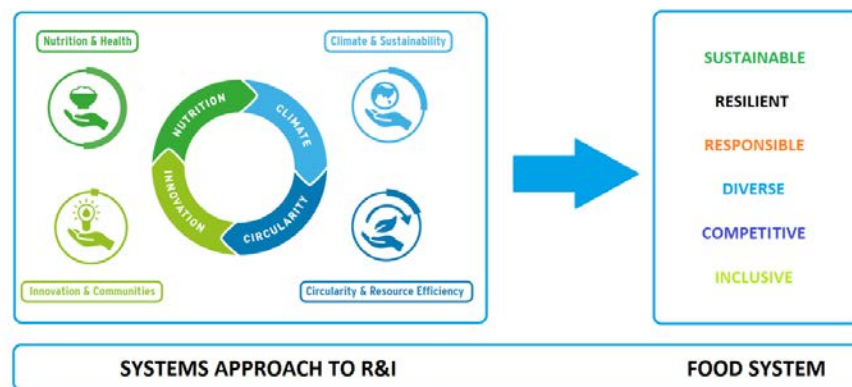 Nutrition & Health
Climate & Sustainability
NUTRITION
CLIMATE
INNOVATION
CIRCULARITY
Innovation & Communities
Circularity & Resource Efficiency
SUSTAINABLE
RESILIENT
RESPONSIBLE
DIVERSE
COMPETITIVE
INCLUSIVE
SYSTEMS APPROACH TO R&I
FOOD SYSTEM